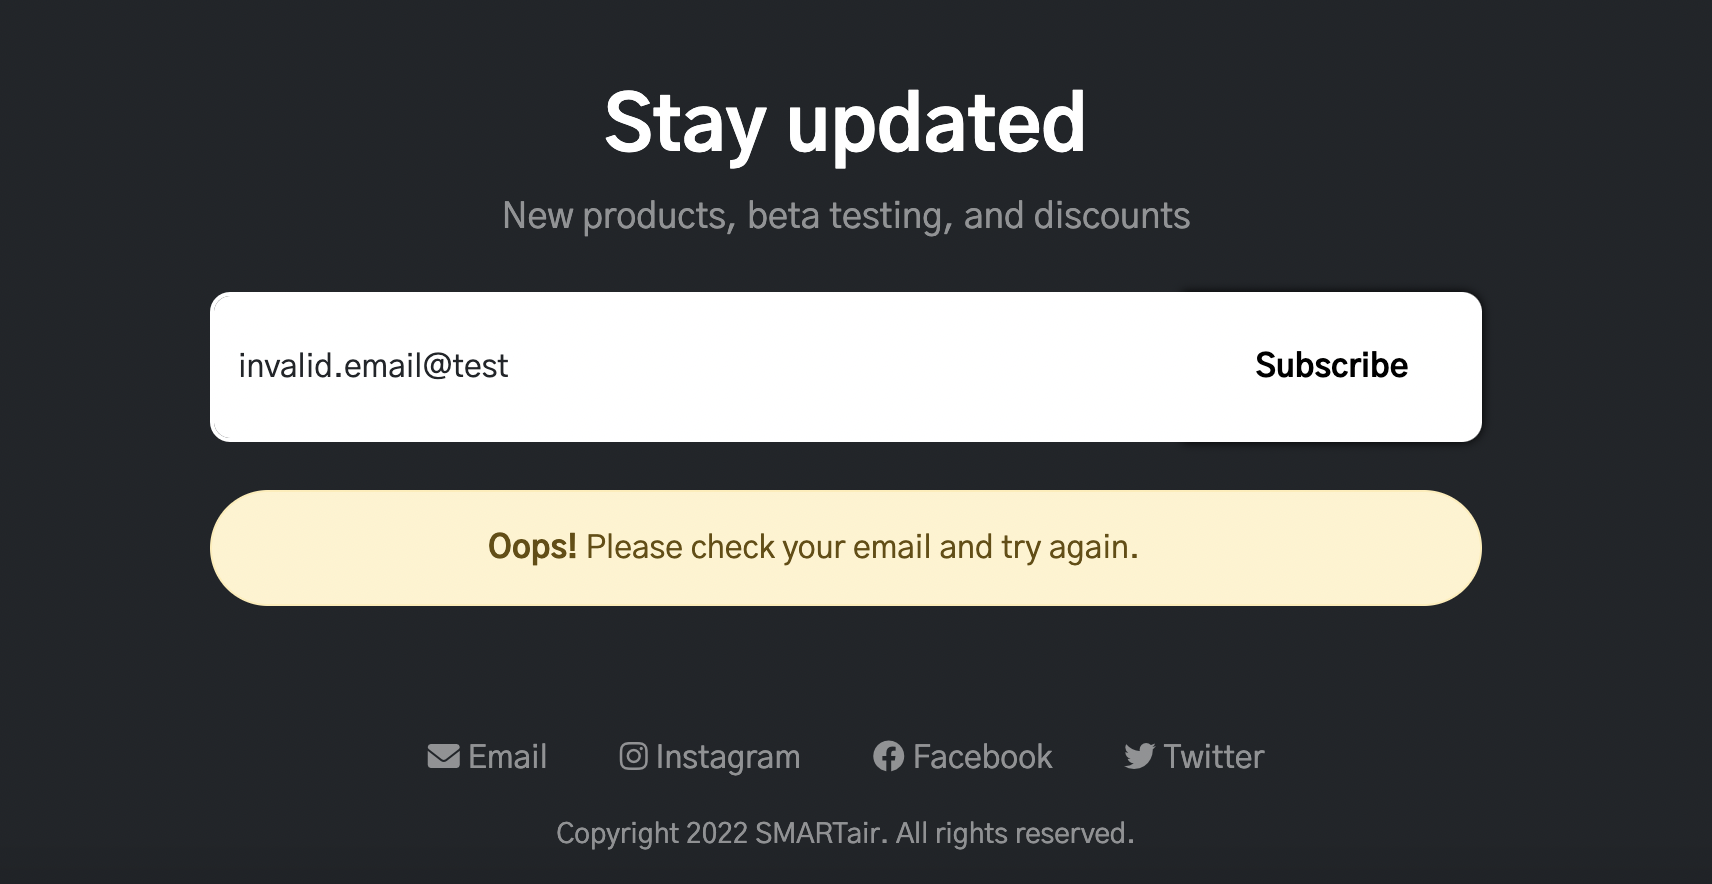 Stay updated
New products, beta testing, and discounts
invalid.email@test Subscribe
Oops! Please check your email and try again.
Email Instagram Facebook Twitter
Copyright 2022 SMARTair. All rights reserved.